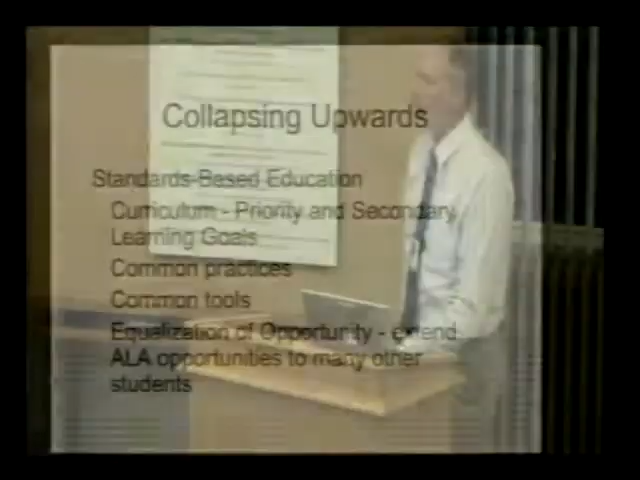 Collapsing Upwards
Standards-Based Education
Curriculum - Priority and Secondary
Learning Goals
Common practices
Common tools
Equalization of Opportunity - extend
ALA opportunities to many other
students